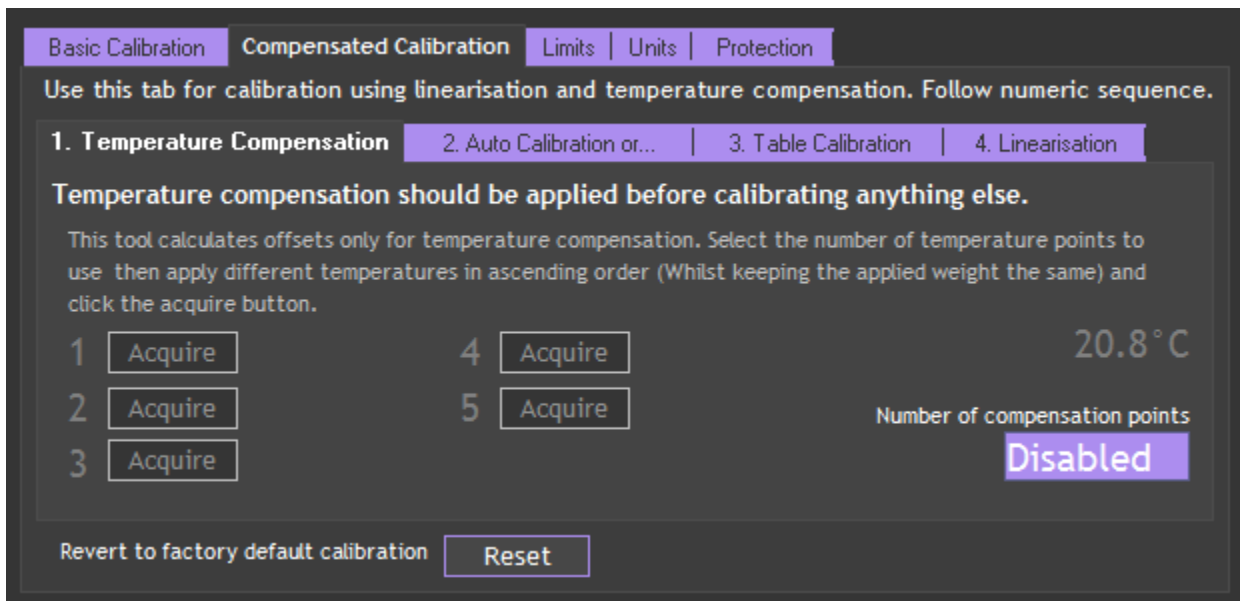 Basic Calibration Compensated Calibration Limits Units Protection
Use this tab for calibration using linearisation and temperature compensation. Follow numeric sequence.
1. Temperature Compensation 2. Auto Calibration or... 3. Table Calibration 4. Linearisation
Temperature compensation should be applied before calibrating anything else.
This tool calculates offsets only for temperature compensation. Select the number of temperature points to
use then apply different temperatures in ascending order (Whilst keeping the applied weight the same) and
click the acquire button.
1 Acquire 4 Acquire 20.8°C
2 Acquire 5 Acquire Number of compensation points
3 Acquire Disabled
Revert to factory default calibration Reset